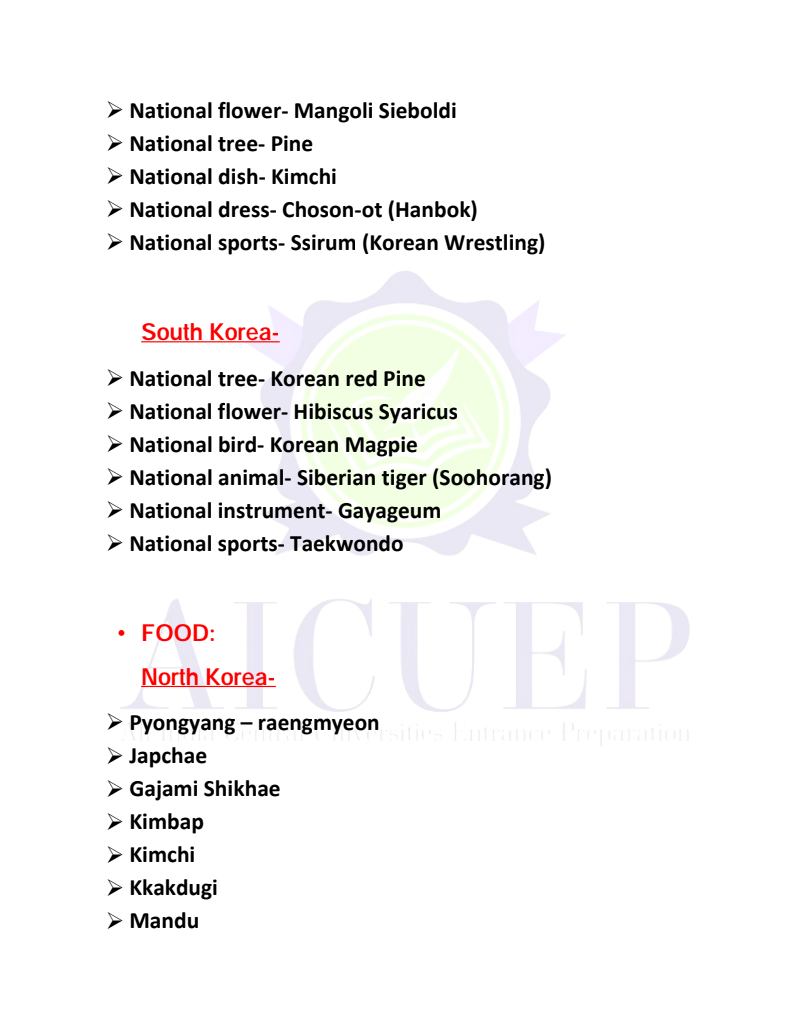 ➢ National flower- Mangoli Sieboldi
➢ National tree- Pine
➢ National dish- Kimchi
➢ National dress- Choson-ot (Hanbok)
➢ National sports- Ssirum (Korean Wrestling)
South Korea-
➢ National tree- Korean red Pine
➢ National flower- Hibiscus Syaricus
➢ National bird- Korean Magpie
➢ National animal- Siberian tiger (Soohorang)
➢ National instrument- Gayageum
➢ National sports- Taekwondo
AICUEP
• FOOD:
North Korea-
➢ Pyongyang – raengmyeon
All India Central Universities Entrance Preparation
➢ Japchae
➢ Gajami Shikhae
➢ Kimbap
➢ Kimchi
➢ Kkakdugi
➢ Mandu